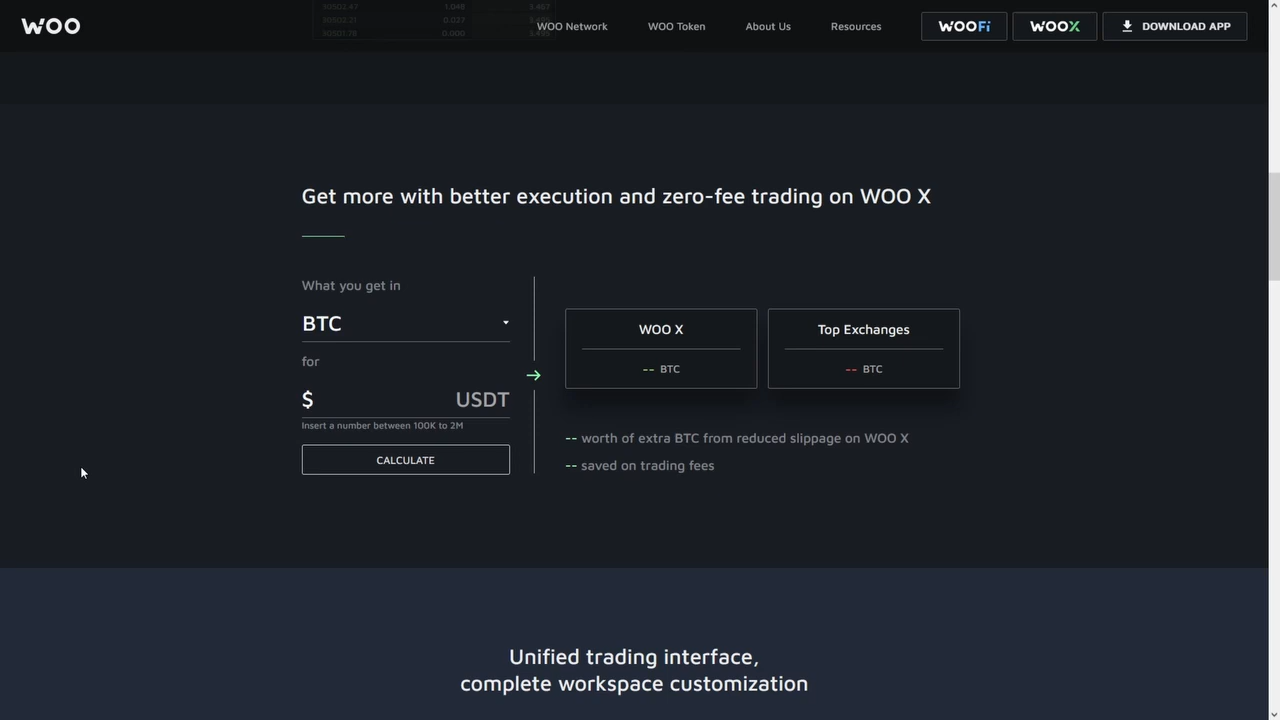 WOO
WOO Network
WOO Token
About Us
Resources
WOOFi
WOOX
DOWNLOAD APP
Get more with better execution and zero-fee trading on WOO X
What you get in
BTC
for
$ USDT
Insert a number between 100K to 2M
CALCULATE
WOO X
-- BTC
Top Exchanges
-- BTC
-- worth of extra BTC from reduced slippage on WOO X
-- saved on trading fees
Unified trading interface,
complete workspace customization